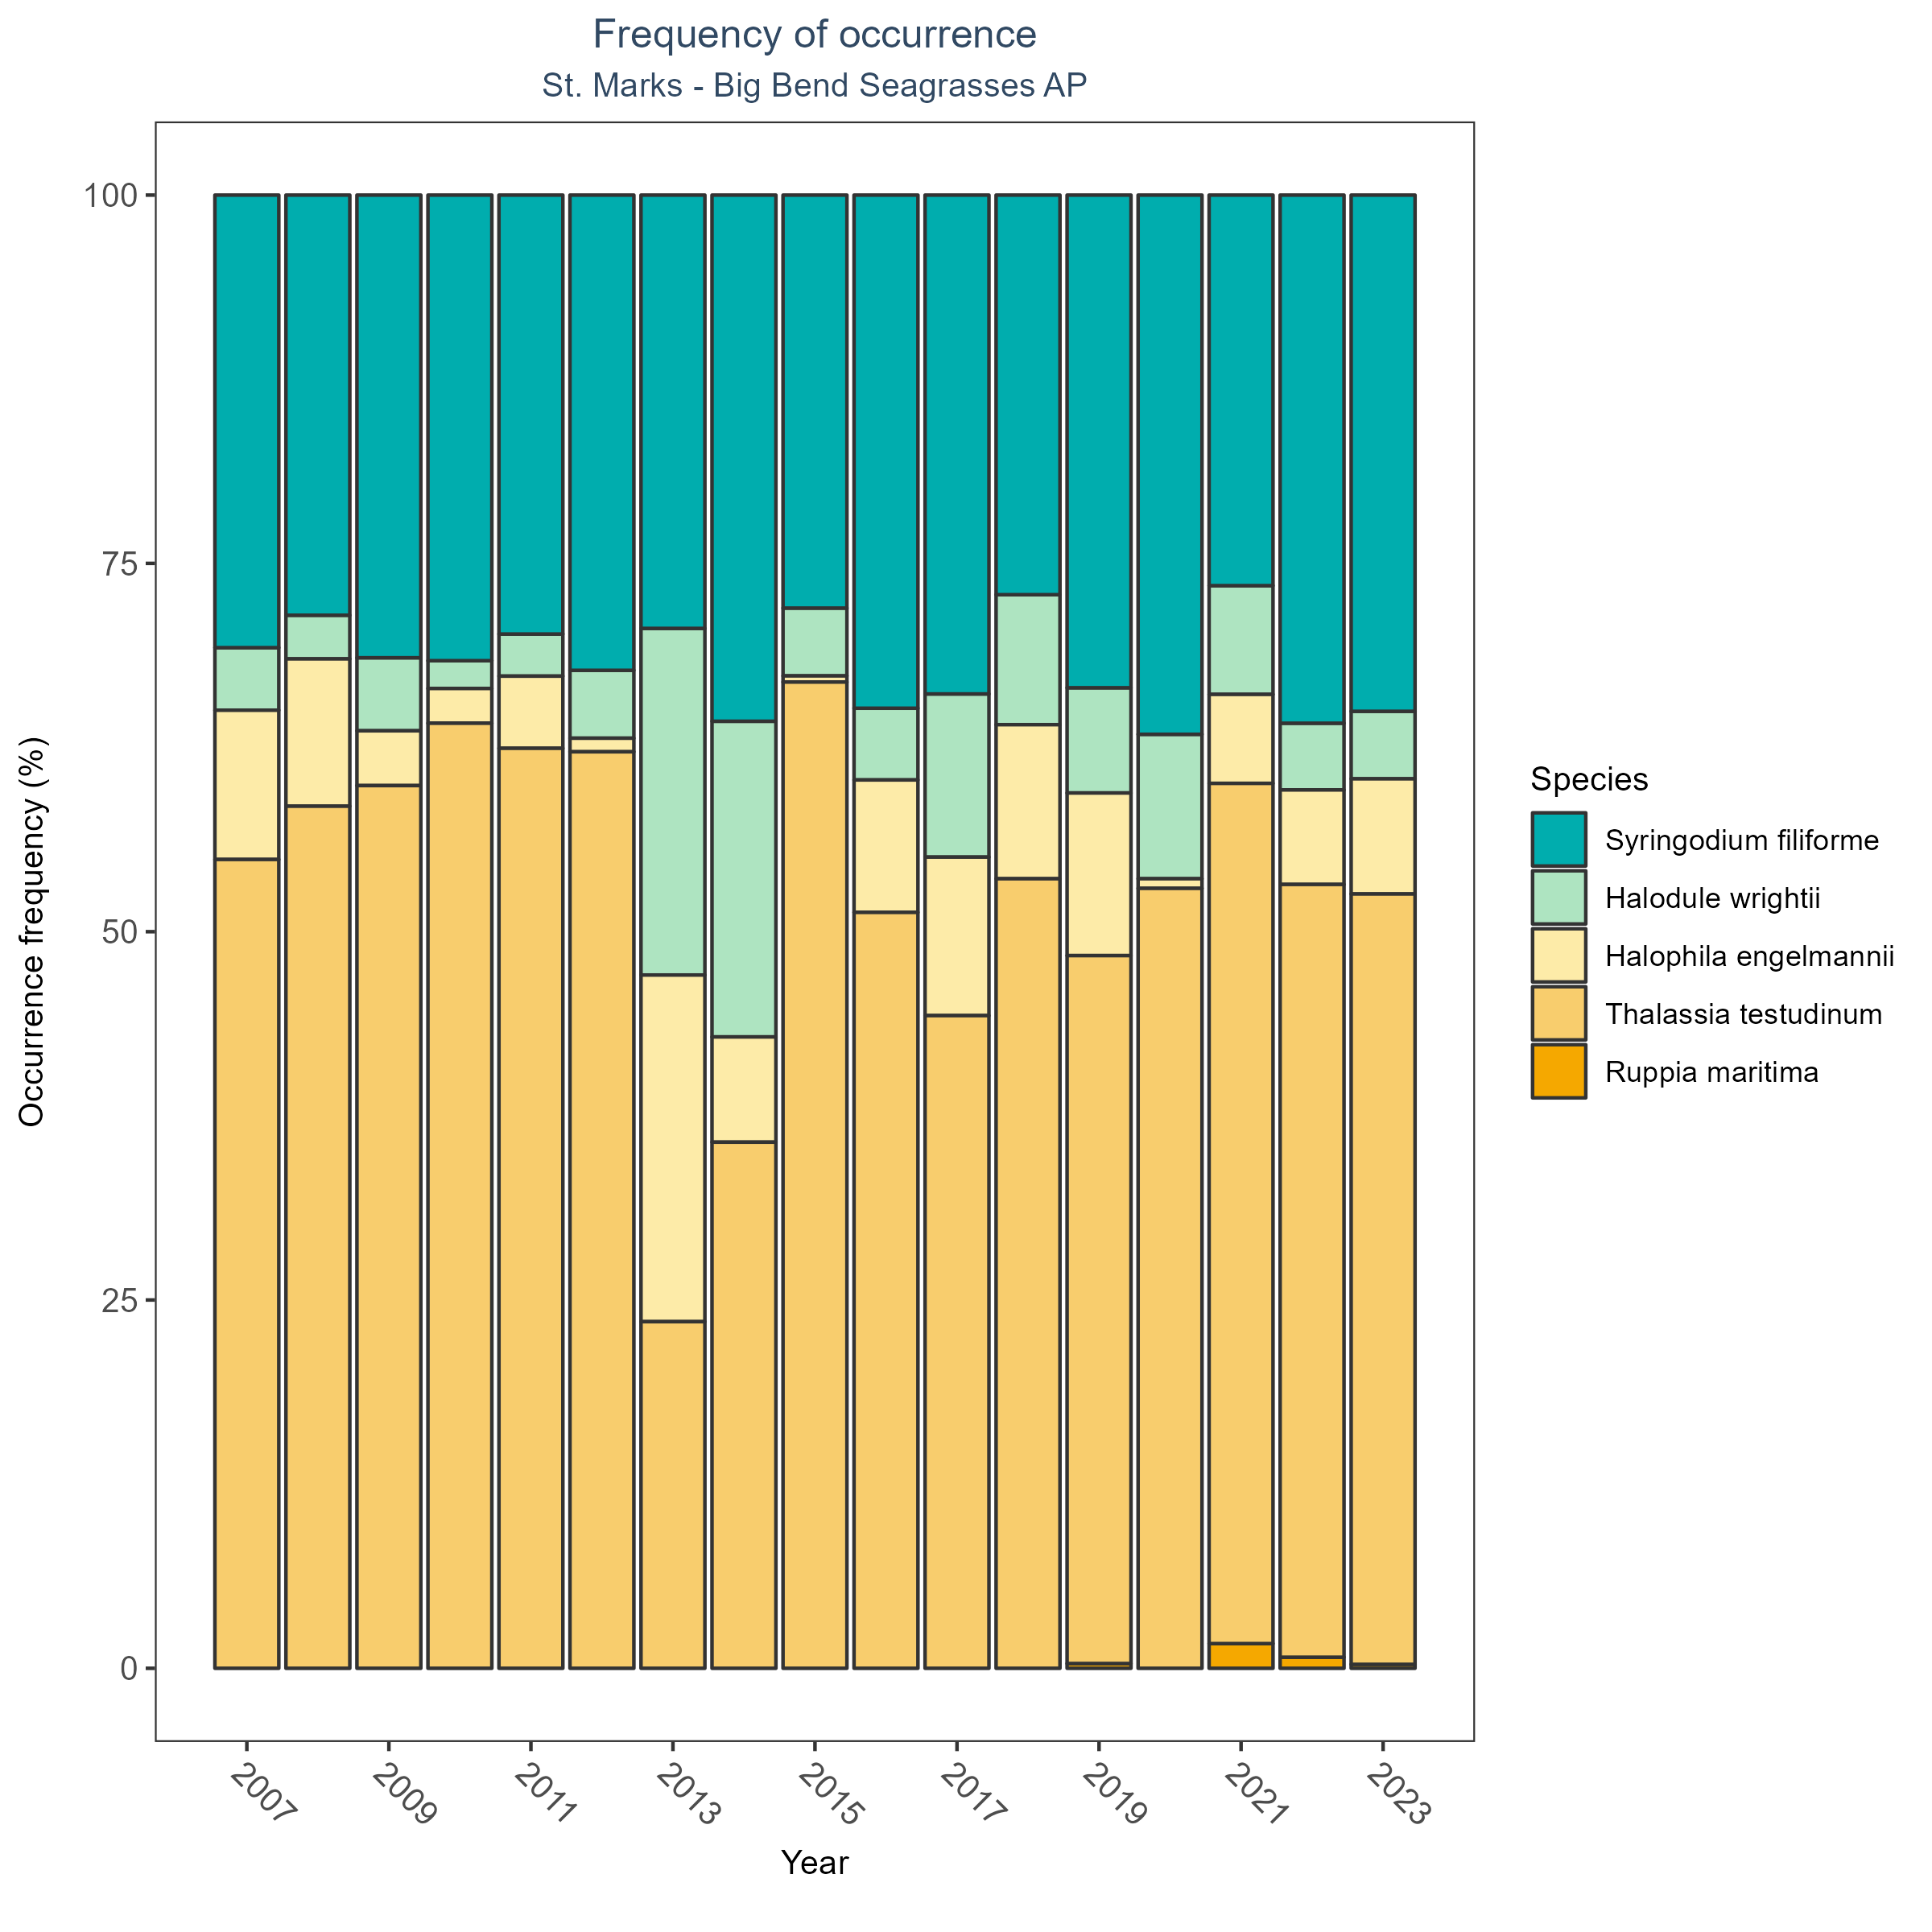 Frequency of occurrence
St. Marks - Big Bend Seagrasses AP
Occurrence frequency (%)
100
75
50
25
0
2007
2009
2011
2013
2015
2017
2019
2021
2023
Year
Species
Syringodium filiforme
Halodule wrightii
Halophila engelmannii
Thalassia testudinum
Ruppia maritima